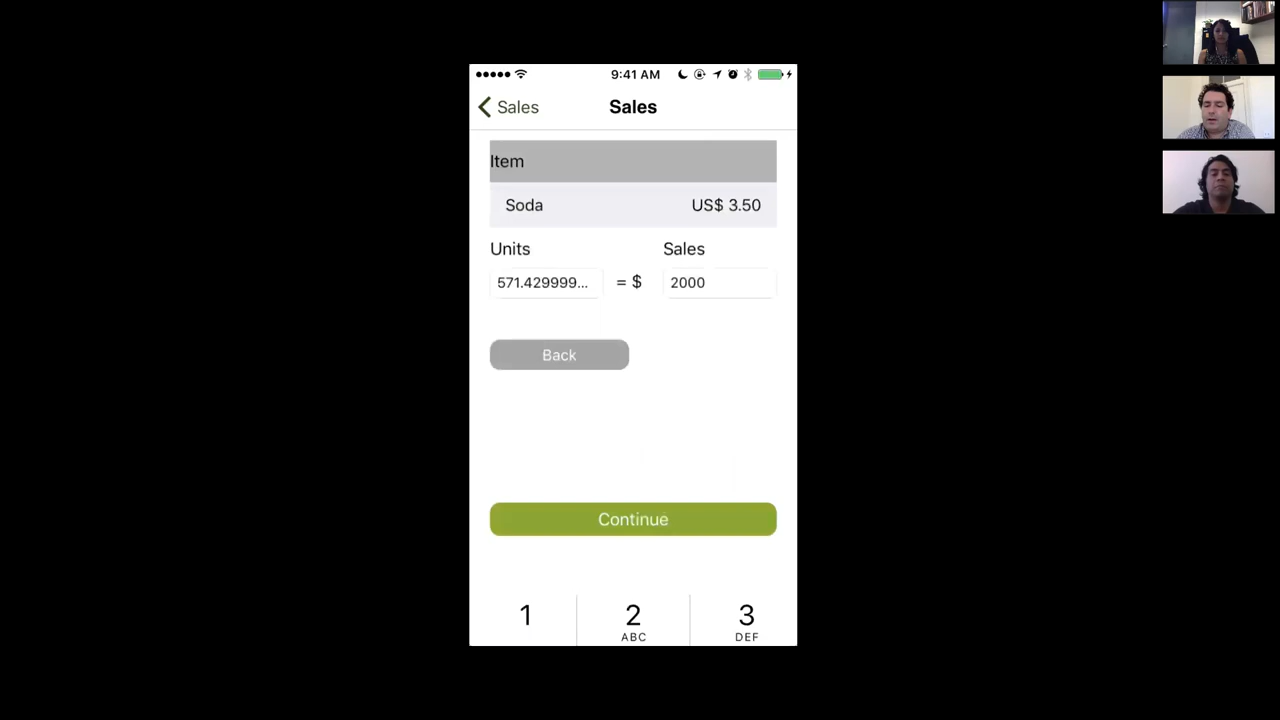 9:41 AM
Sales
Sales
Item
Soda US$ 3.50
Units Sales
571.429999... = $ 2000
Back
Continue
1 2 3
ABC DEF